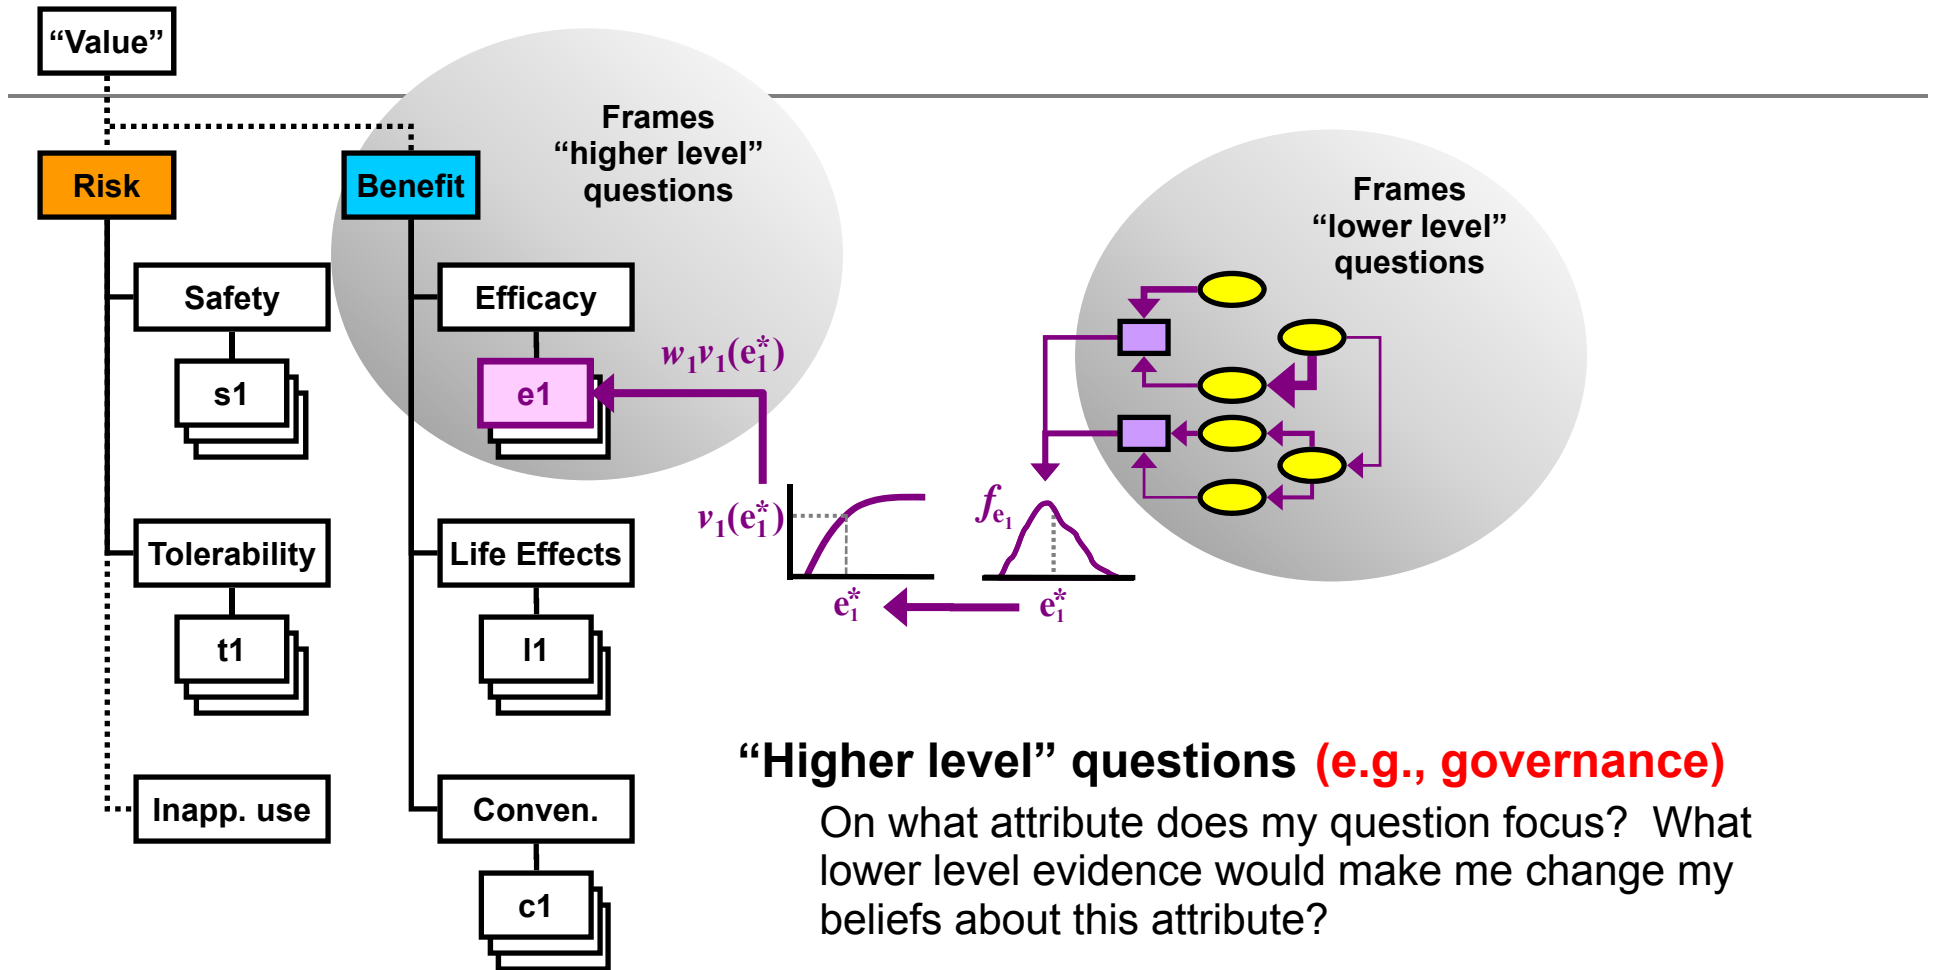 “Value”
Risk
Benefit
Frames
“higher level”
questions
Frames
“lower level”
questions
Safety
Efficacy
s1
e1
w₁v₁(e₁*)
v₁(e₁*)
f e₁
e₁*
e₁*
Tolerability
Life Effects
t1
l1
Inapp. use
Conven.
c1
“Higher level” questions (e.g., governance)
On what attribute does my question focus? What
lower level evidence would make me change my
beliefs about this attribute?